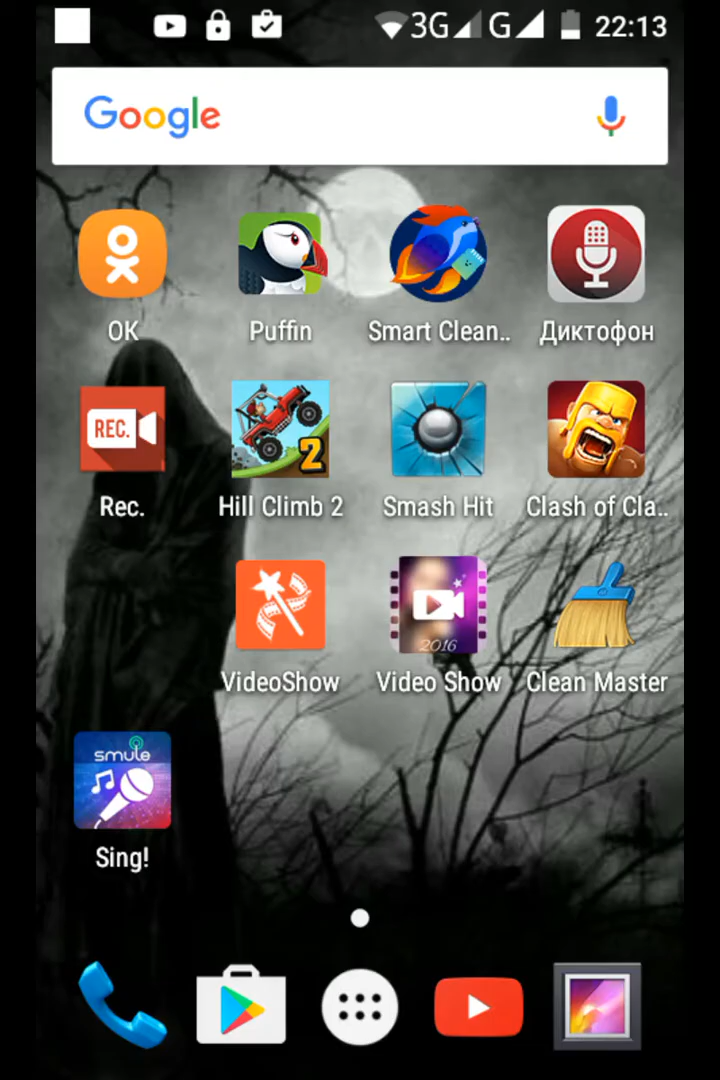 3G G 22:13
Google
OK Puffin Smart Clean.. Диктофон
REC.
2
Rec. Hill Climb 2 Smash Hit Clash of Cla..
2016
VideoShow Video Show Clean Master
smule
Sing!